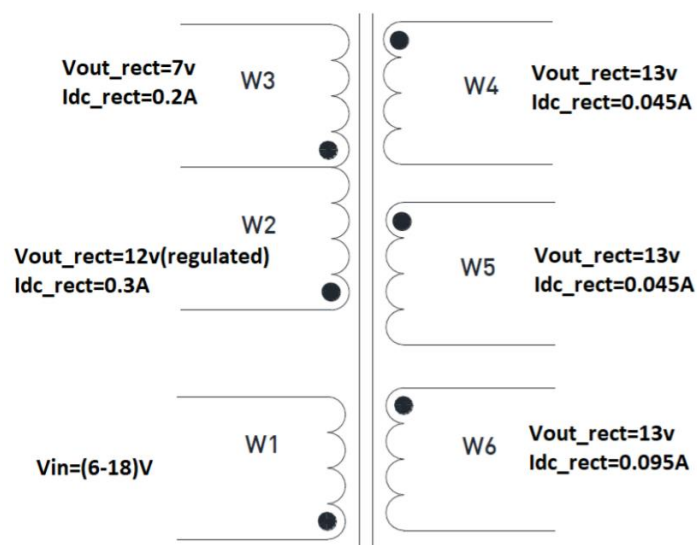 Vout_rect=7v
Idc_rect=0.2A
W3
W4
Vout_rect=13v
Idc_rect=0.045A
W2
Vout_rect=12v(regulated)
Idc_rect=0.3A
W5
Vout_rect=13v
Idc_rect=0.045A
W1
Vin=(6-18)V
W6
Vout_rect=13v
Idc_rect=0.095A